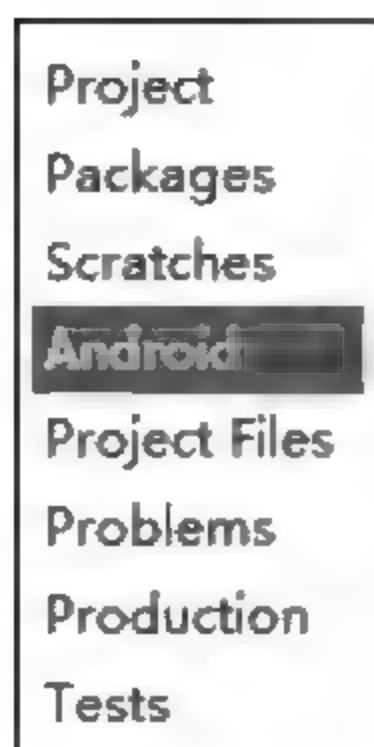 Project
Packages
Scratches
Android
Project Files
Problems
Production
Tests